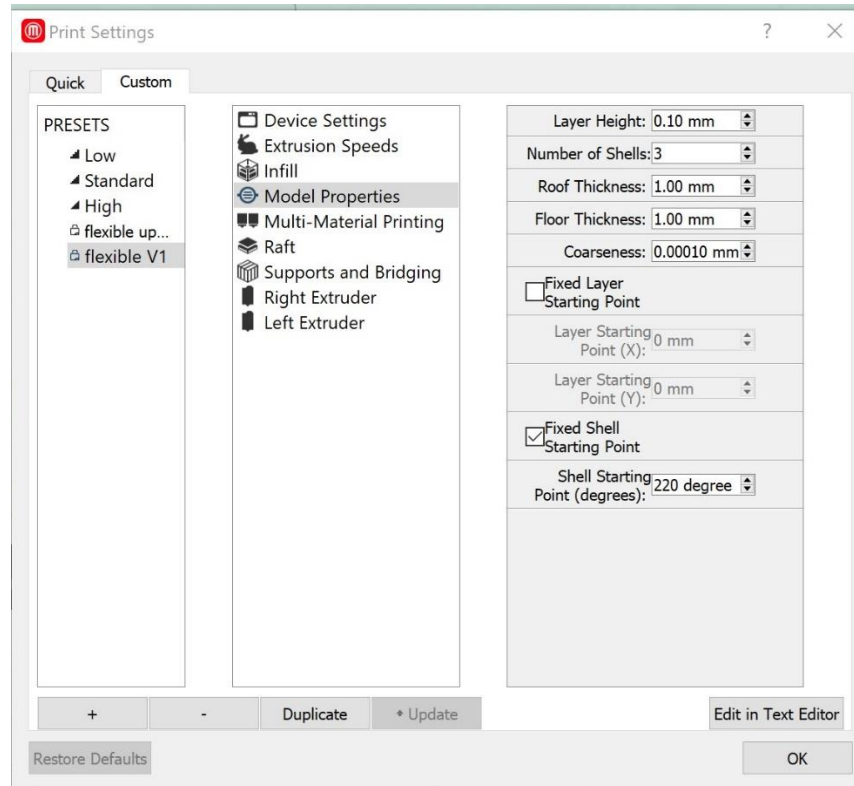 Print Settings
?
Quick
Custom
PRESETS
Low
Standard
High
flexible up...
flexible V1
Device Settings
Extrusion Speeds
Infill
Model Properties
Multi-Material Printing
Raft
Supports and Bridging
Right Extruder
Left Extruder
Layer Height: 0.10 mm
Number of Shells: 3
Roof Thickness: 1.00 mm
Floor Thickness: 1.00 mm
Coarseness: 0.00010 mm
Fixed Layer
Starting Point
Layer Starting
Point (X): 0 mm
Layer Starting
Point (Y): 0 mm
Fixed Shell
Starting Point
Shell Starting
Point (degrees): 220 degree
+
-
Duplicate
Update
Edit in Text Editor
Restore Defaults
OK